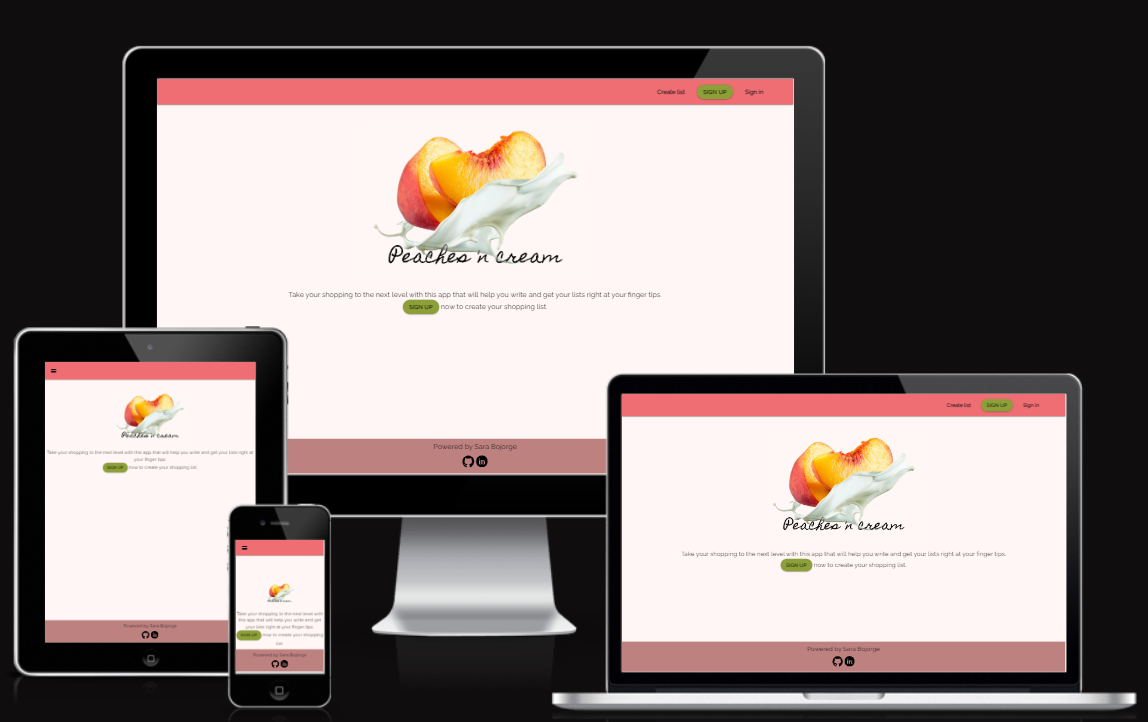 Create list SIGN UP Sign in
Peaches 'n cream
Take your shopping to the next level with this app that will help you write and get your lists right at your finger tips.
SIGN UP now to create your shopping list.
Powered by Sara Bojorge
in
Peaches 'n cream
Take your shopping to the next level with this app that will help you write and get your lists right at
your finger tips.
SIGN UP now to create your shopping list.
Powered by Sara Bojorge
in
Peaches 'n cream
Take your shopping to the next level with
this app that will help you write and get
your lists right at your finger tips.
SIGN UP now to create your shopping
list.
Powered by Sara Bojorge
in
Create list SIGN UP Sign in
Peaches 'n cream
Take your shopping to the next level with this app that will help you write and get your lists right at your finger tips.
SIGN UP now to create your shopping list.
Powered by Sara Bojorge
in